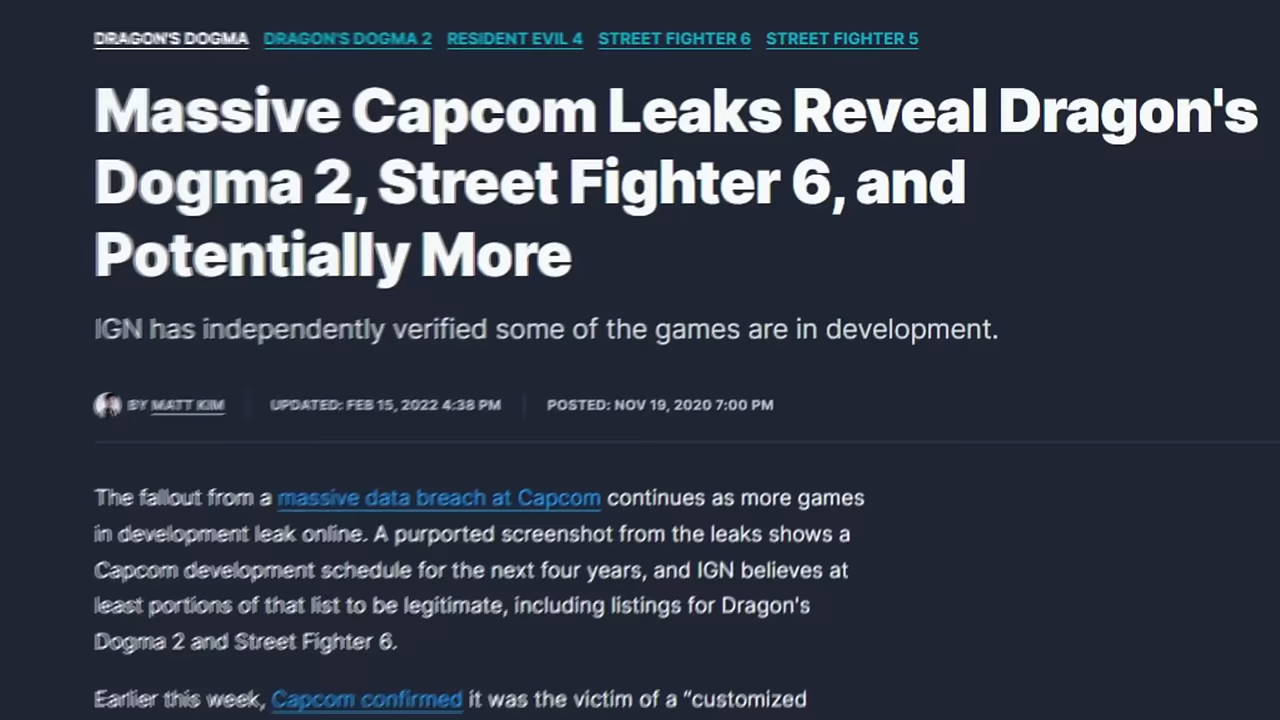 DRAGON'S DOGMA DRAGON'S DOGMA 2 RESIDENT EVIL 4 STREET FIGHTER 6 STREET FIGHTER 5
Massive Capcom Leaks Reveal Dragon's
Dogma 2, Street Fighter 6, and
Potentially More
IGN has independently verified some of the games are in development.
BY MATT KIM UPDATED: FEB 15, 2022 4:38 PM POSTED: NOV 19, 2020 7:00 PM
The fallout from a massive data breach at Capcom continues as more games
in development leak online. A purported screenshot from the leaks shows a
Capcom development schedule for the next four years, and IGN believes at
least portions of that list to be legitimate, including listings for Dragon's
Dogma 2 and Street Fighter 6.
Earlier this week, Capcom confirmed it was the victim of a "customized